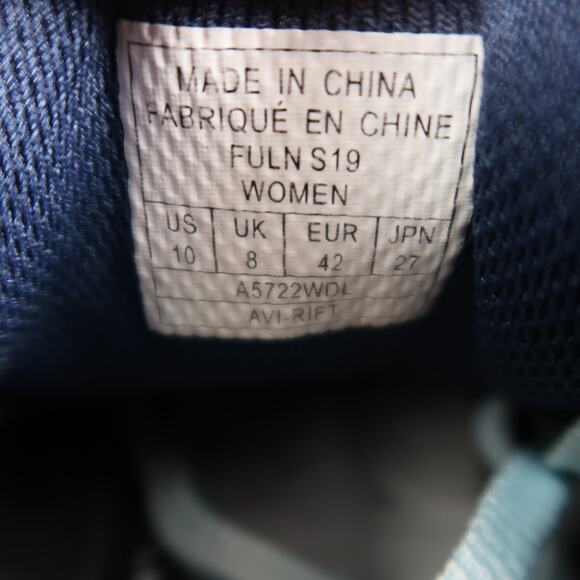 MADE IN CHINA
FABRIQUÉ EN CHINE
FULN S19
WOMEN
US UK EUR JPN
10 8 42 27
A5722WDL
AVI-RIFT